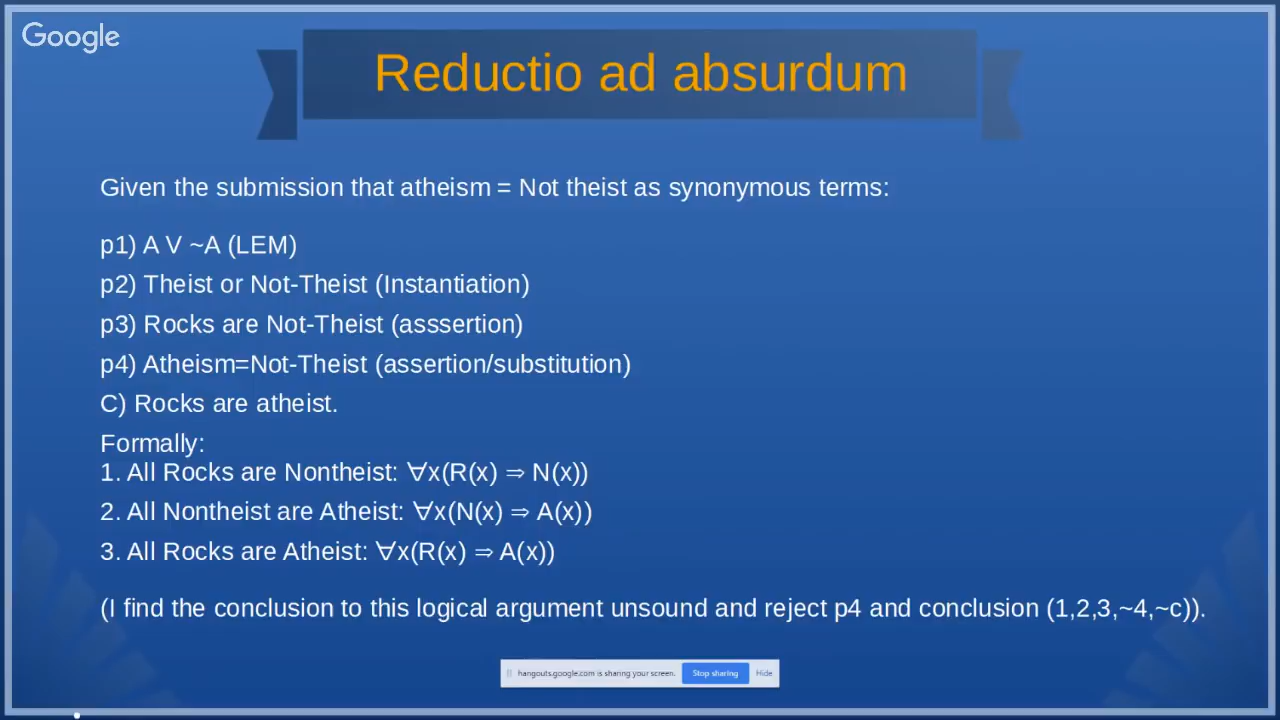 Google
Reductio ad absurdum
Given the submission that atheism = Not theist as synonymous terms:
p1) A V ~A (LEM)
p2) Theist or Not-Theist (Instantiation)
p3) Rocks are Not-Theist (asssertion)
p4) Atheism=Not-Theist (assertion/substitution)
C) Rocks are atheist.
Formally:
1. All Rocks are Nontheist: ∀x(R(x) ⇒ N(x))
2. All Nontheist are Atheist: ∀x(N(x) ⇒ A(x))
3. All Rocks are Atheist: ∀x(R(x) ⇒ A(x))
(I find the conclusion to this logical argument unsound and reject p4 and conclusion (1,2,3,~4,~c)).
hangouts.google.com is sharing your screen. Stop sharing Hide